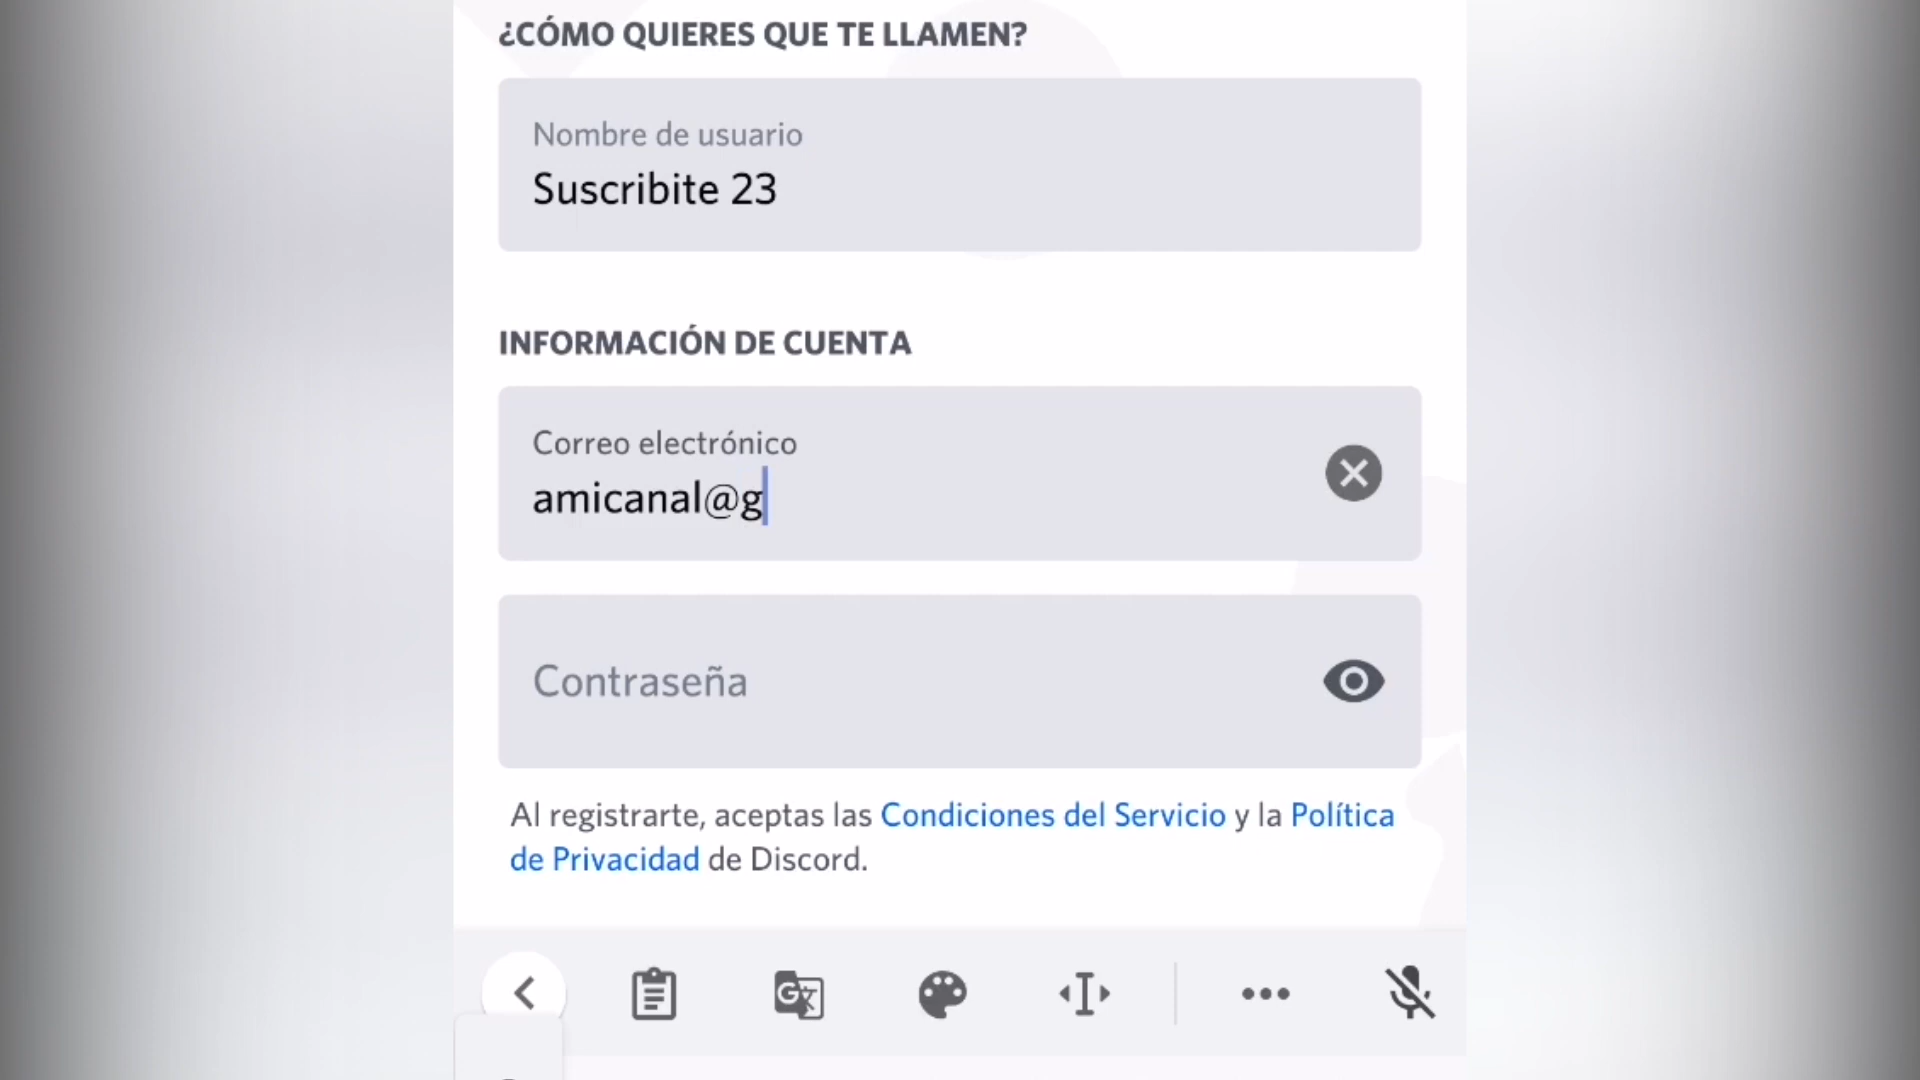 ¿CÓMO QUIERES QUE TE LLAMEN?
Nombre de usuario
Suscribite 23
INFORMACIÓN DE CUENTA
Correo electrónico
amicanal@g
Contraseña
Al registrarte, aceptas las Condiciones del Servicio y la Política
de Privacidad de Discord.